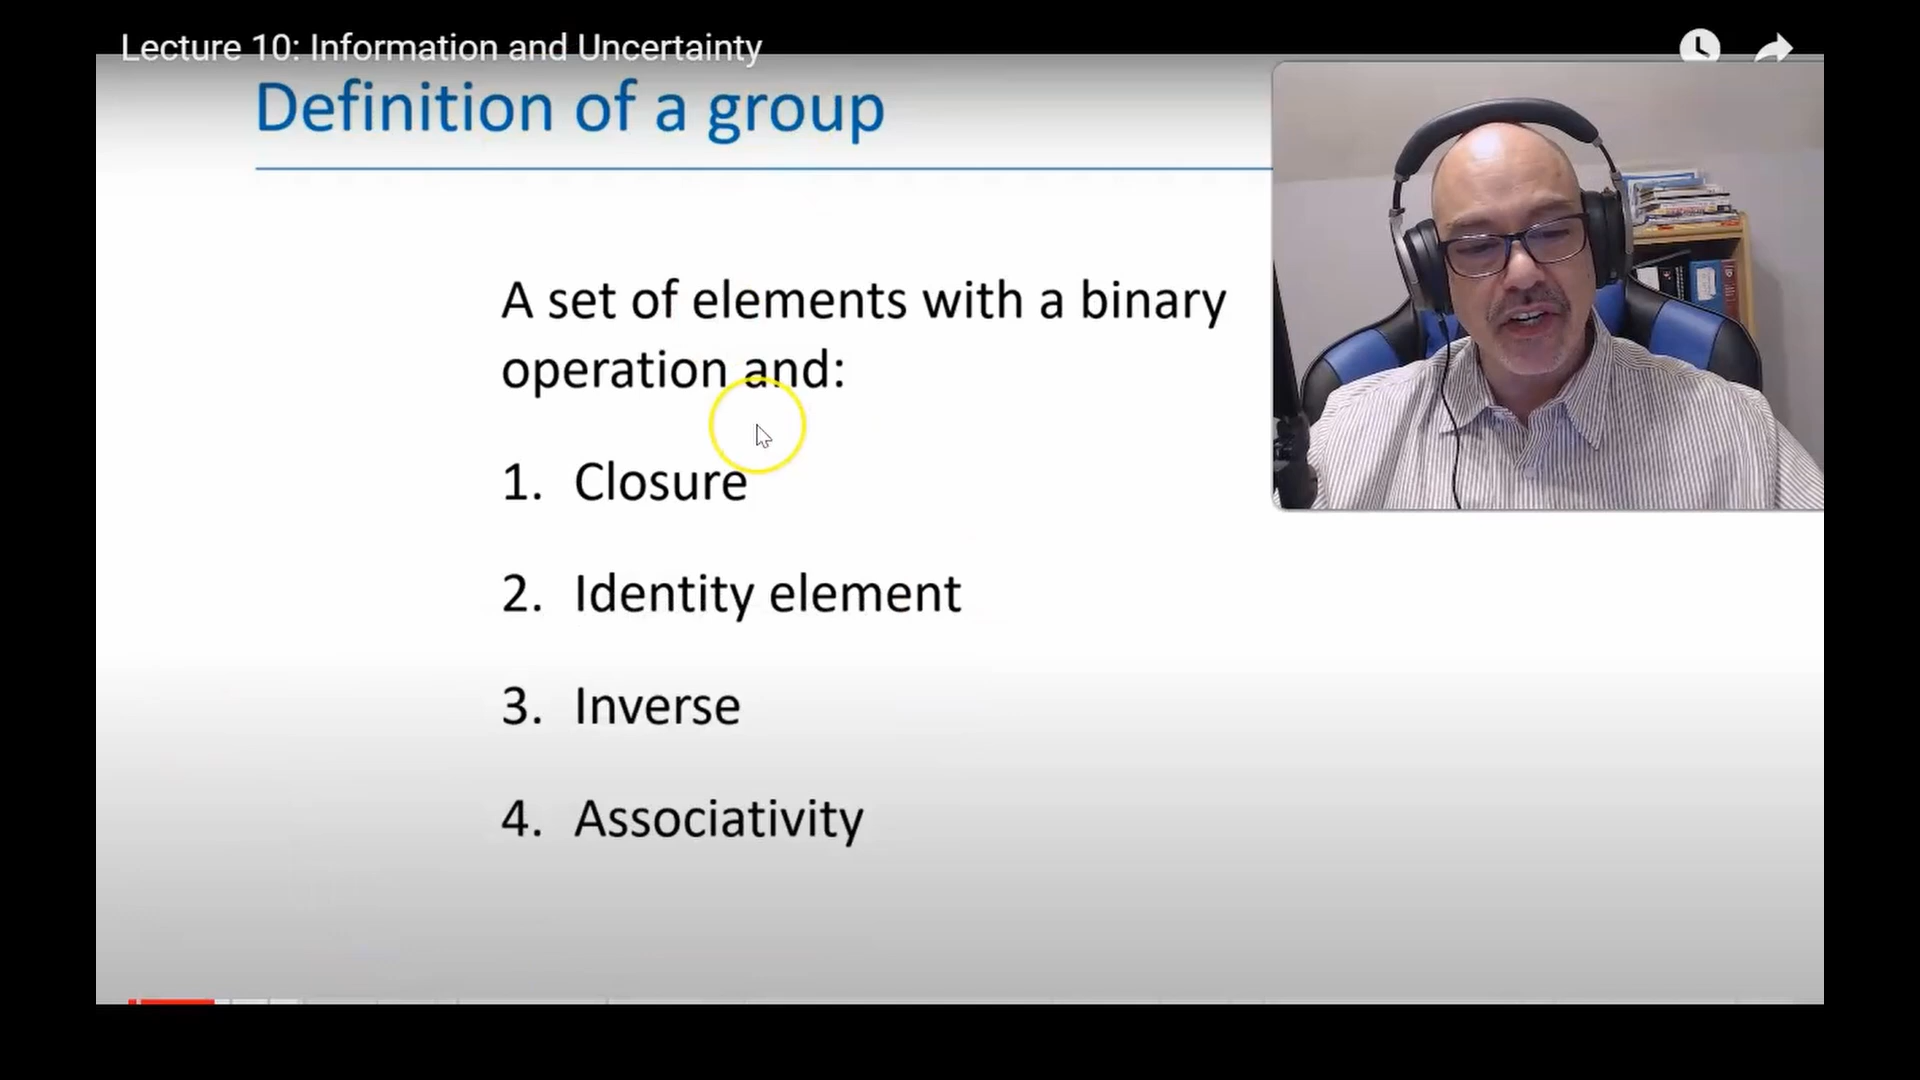 Lecture 10: Information and Uncertainty
Definition of a group
A set of elements with a binary
operation and:
1. Closure
2. Identity element
3. Inverse
4. Associativity